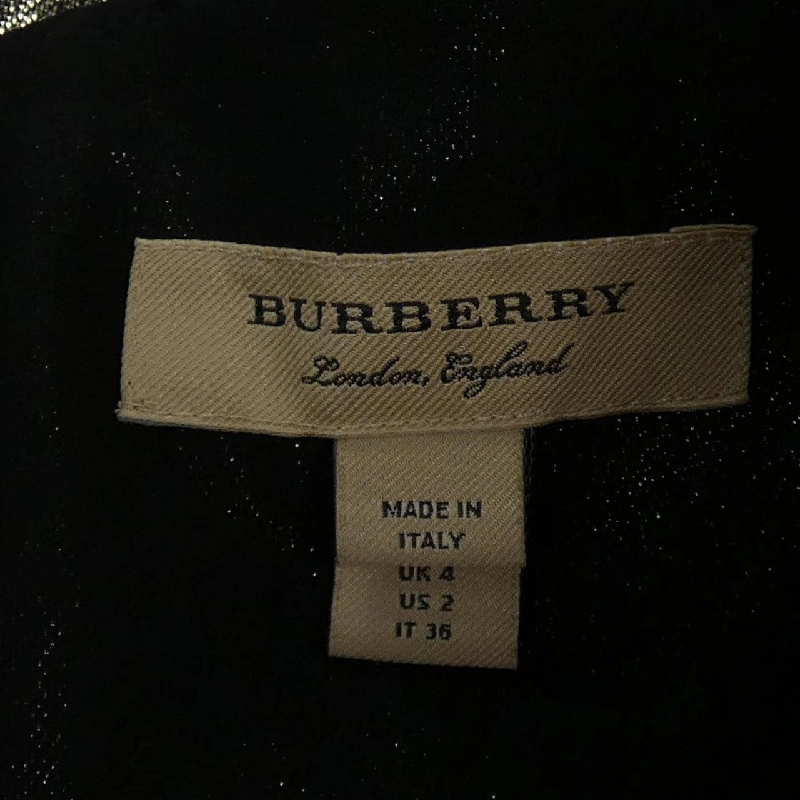 BURBERRY
London, England
MADE IN
ITALY
UK 4
US 2
IT 36